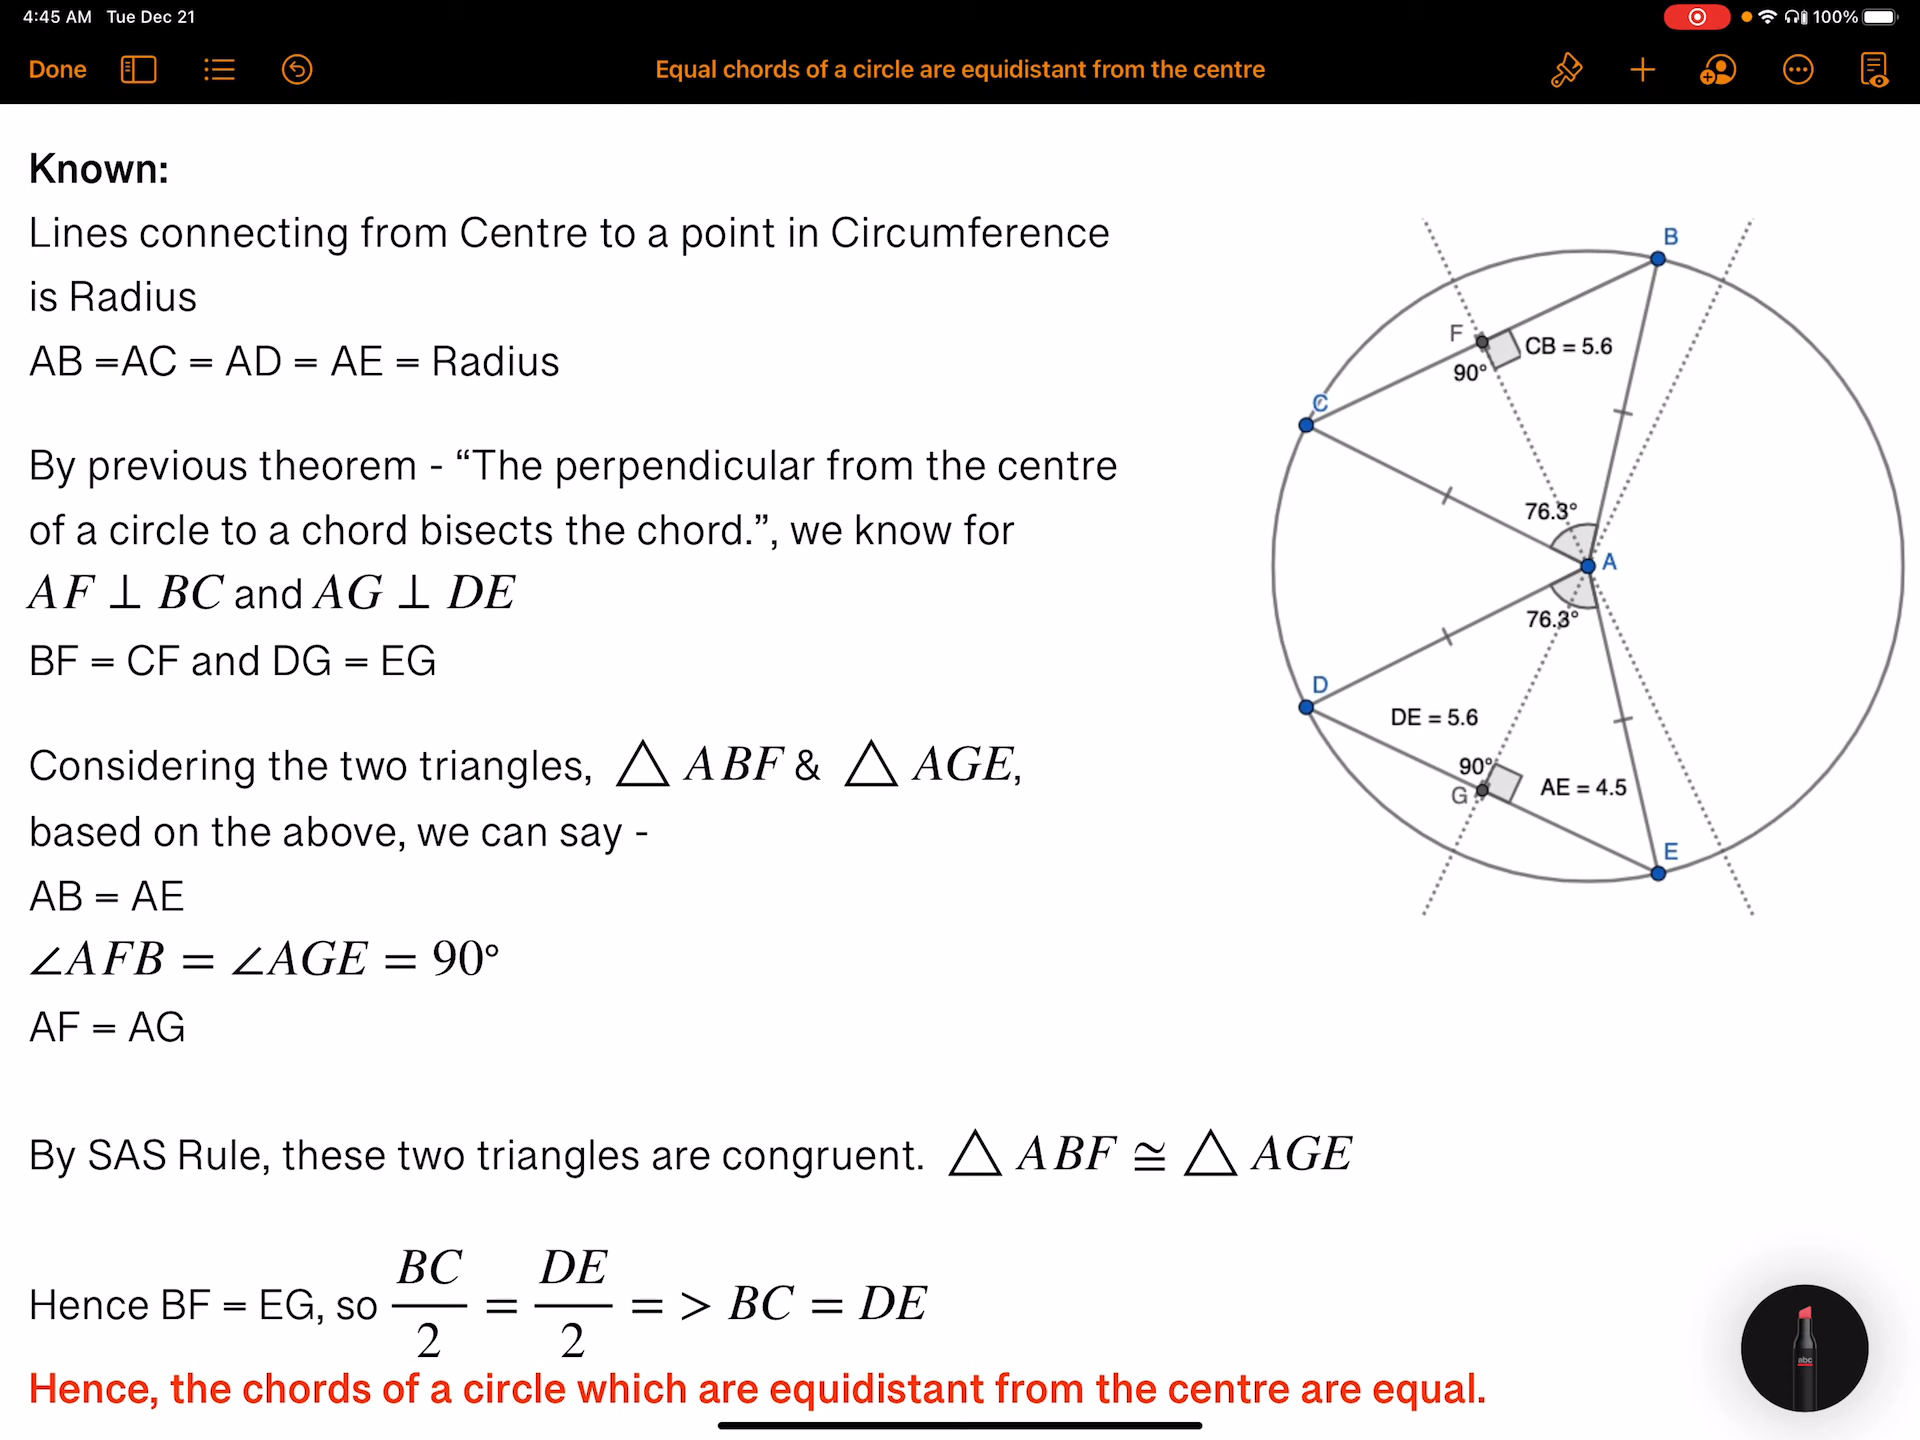 4:45 AM Tue Dec 21
100%
Done
Equal chords of a circle are equidistant from the centre
Known:
Lines connecting from Centre to a point in Circumference
is Radius
AB =AC = AD = AE = Radius
By previous theorem - “The perpendicular from the centre
of a circle to a chord bisects the chord.”, we know for
AF ⊥ BC and AG ⊥ DE
BF = CF and DG = EG
Considering the two triangles, △ ABF & △ AGE,
based on the above, we can say -
AB = AE
∠AFB = ∠AGE = 90°
AF = AG
By SAS Rule, these two triangles are congruent. △ ABF ≅ △ AGE
Hence BF = EG, so BC/2 = DE/2 = > BC = DE
Hence, the chords of a circle which are equidistant from the centre are equal.
B
F
CB = 5.6
90°
C
76.3°
A
76.3°
D
DE = 5.6
90°
G
AE = 4.5
E
abc